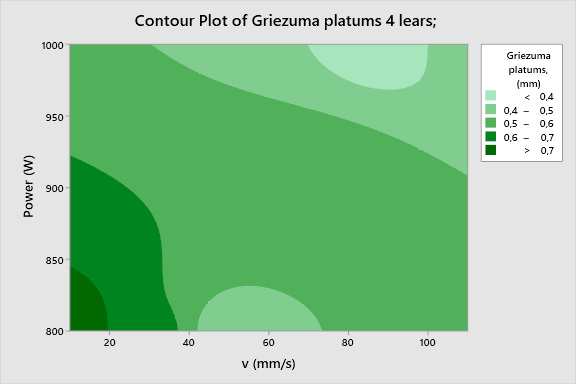 Contour Plot of Griezuma platums 4 lears;
Griezuma
platums,
(mm)
< 0,4
0,4 – 0,5
0,5 – 0,6
0,6 – 0,7
> 0,7
1000
950
900
850
800
Power (W)
20 40 60 80 100
v (mm/s)